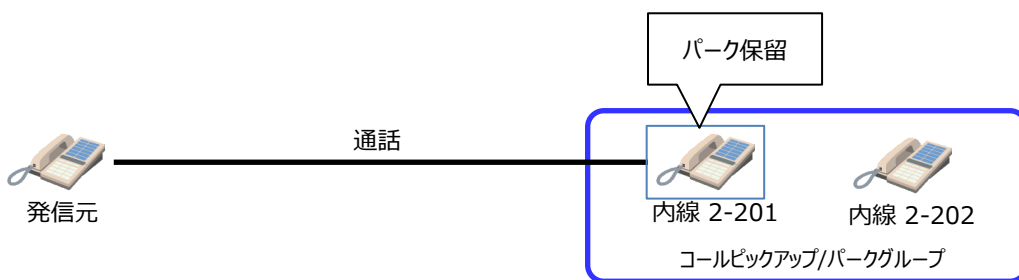 パーク保留
通話
発信元
内線 2-201
内線 2-202
コールピックアップ/パークグループ